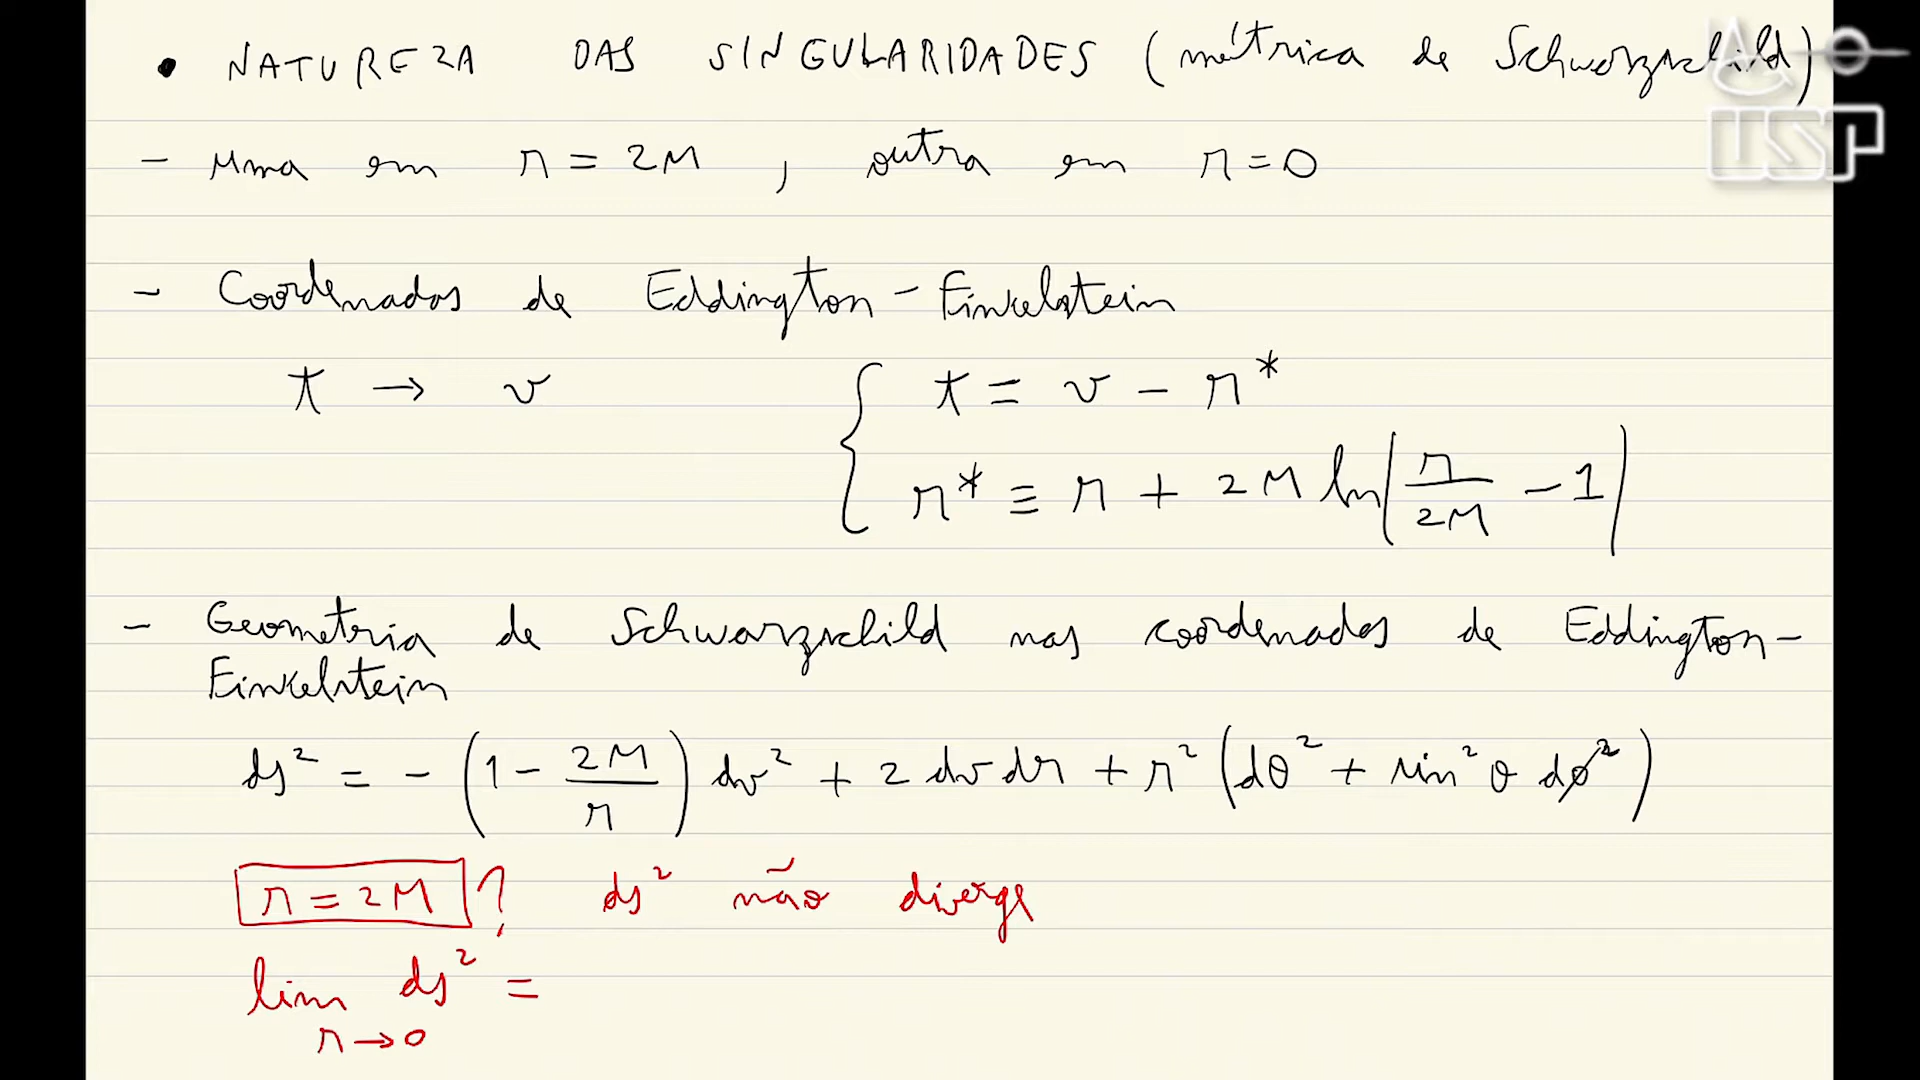 • NATUREZA DAS SINGULARIDADES (métrica de Schwarzschild)
USP
- Uma em r = 2M , outra em r = 0
- Coordenadas de Eddington - Finkelstein
t → v { t = v - r*
r* ≡ r + 2M ln|r/2M - 1|
- Geometria de Schwarzschild nas coordenadas de Eddington-
Finkelstein
ds² = - (1 - 2M/r) dv² + 2 dv dr + r² (dθ² + sin²θ dφ²)
r = 2M ? ds² não diverge
lim ds² =
r → 0